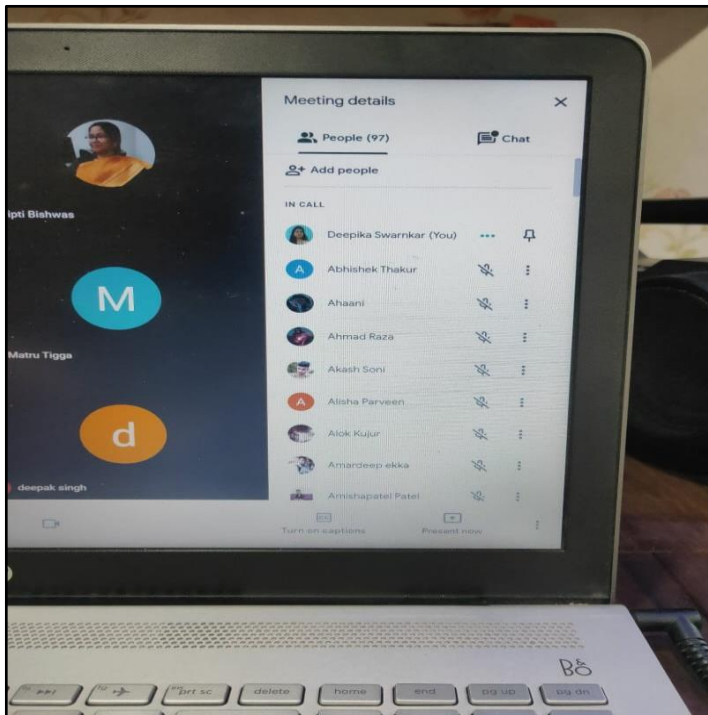 Meeting details
People (97)
Chat
Add people
IN CALL
Deepika Swarnkar (You)
A Abhishek Thakur
Ahaani
Ahmad Raza
Akash Soni
A Alisha Parveen
Alok Kujur
Amardeep ekka
Amishapatel Patel
Turn on captions
Present now
ipti Bishwas
M
Matru Tigga
d
deepak singh
B&O
prt sc
delete
home
end
pg up
pg dn